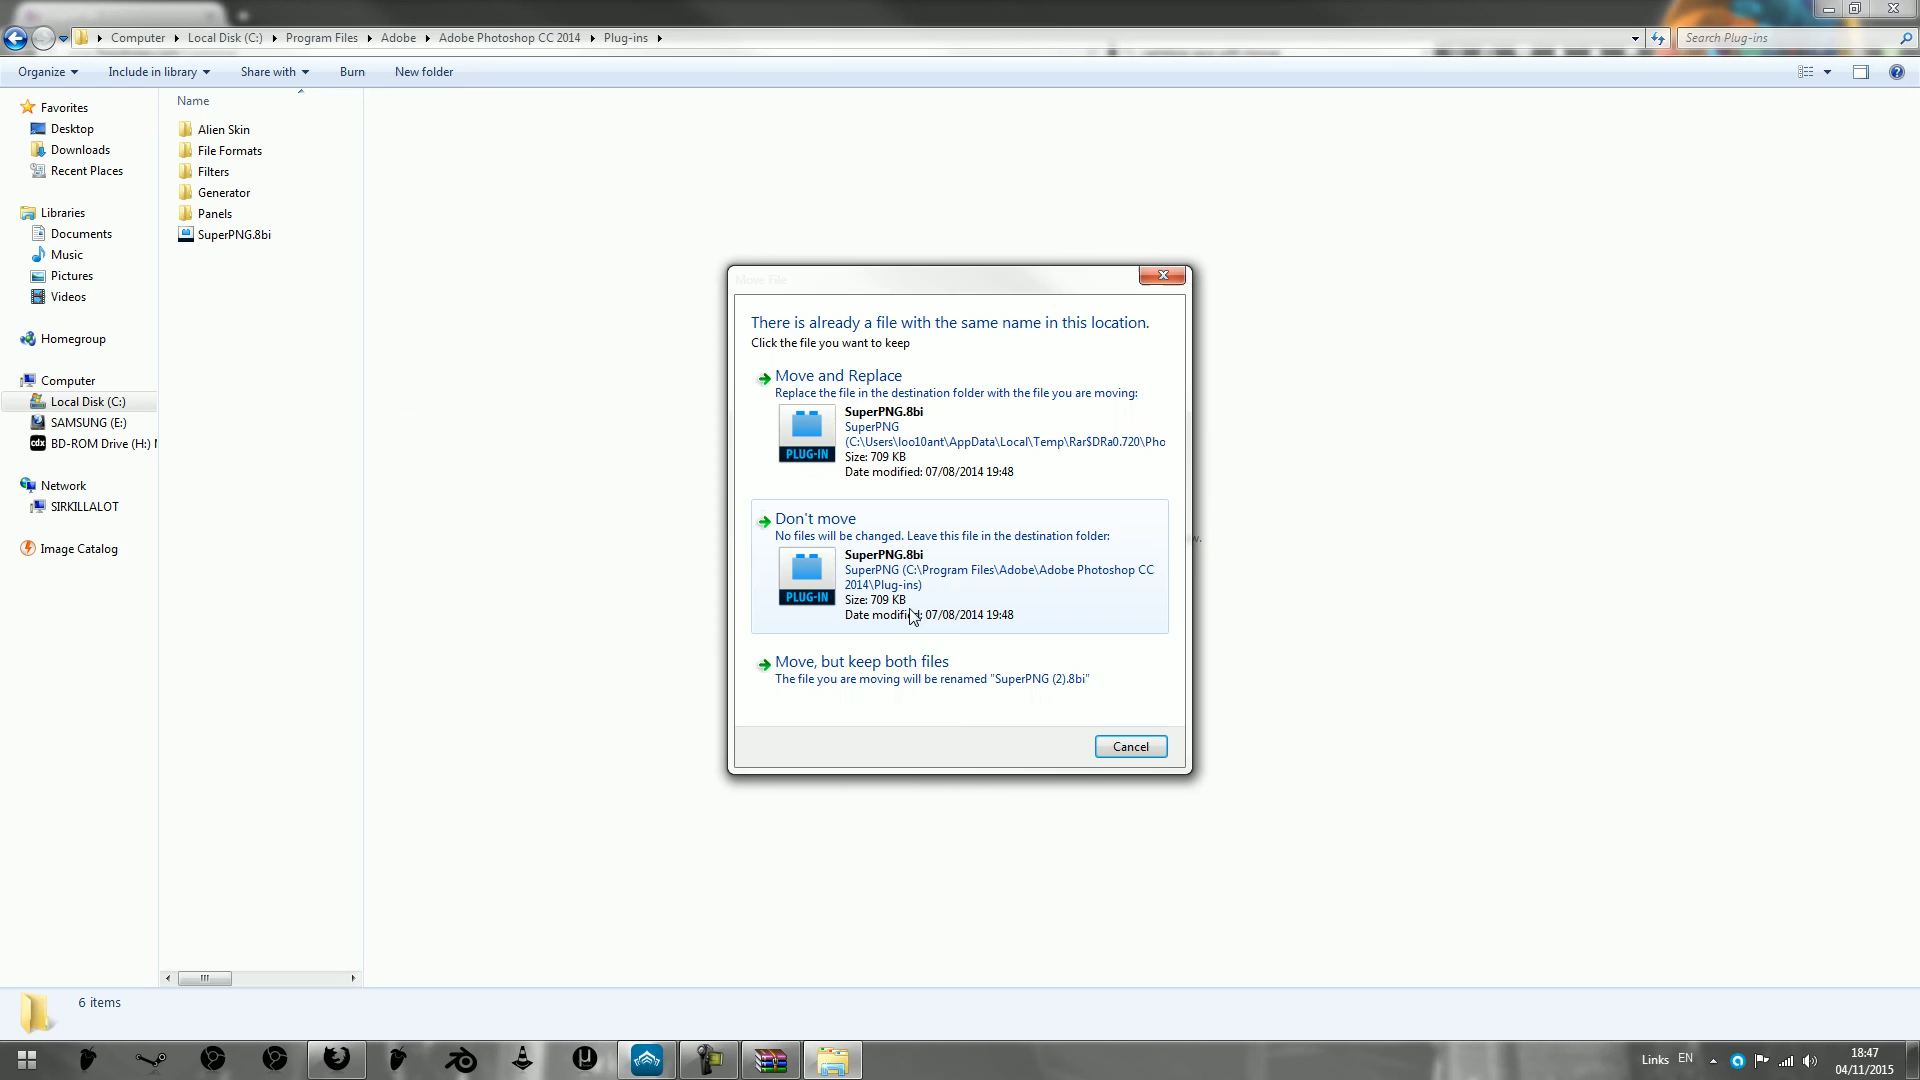 Computer Local Disk (C:) Program Files Adobe Adobe Photoshop CC 2014 Plug-ins
Search Plug-ins
Organize Include in library Share with Burn New folder
Favorites
Desktop
Downloads
Recent Places
Libraries
Documents
Music
Pictures
Videos
Homegroup
Computer
Local Disk (C:)
SAMSUNG (E:)
cdx BD-ROM Drive (H:)
Network
SIRKILLALOT
Image Catalog
Name
Alien Skin
File Formats
Filters
Generator
Panels
SuperPNG.8bi
Move File
There is already a file with the same name in this location.
Click the file you want to keep
Move and Replace
Replace the file in the destination folder with the file you are moving:
SuperPNG.8bi
SuperPNG
(C:\Users\loo10ant\AppData\Local\Temp\Rar$DRa0.720\Pho
PLUG-IN
Size: 709 KB
Date modified: 07/08/2014 19:48
Don't move
No files will be changed. Leave this file in the destination folder:
SuperPNG.8bi
SuperPNG (C:\Program Files\Adobe\Adobe Photoshop CC
2014\Plug-ins)
PLUG-IN
Size: 709 KB
Date modified: 07/08/2014 19:48
Move, but keep both files
The file you are moving will be renamed "SuperPNG (2).8bi"
Cancel
6 items
Links EN
18:47
04/11/2015